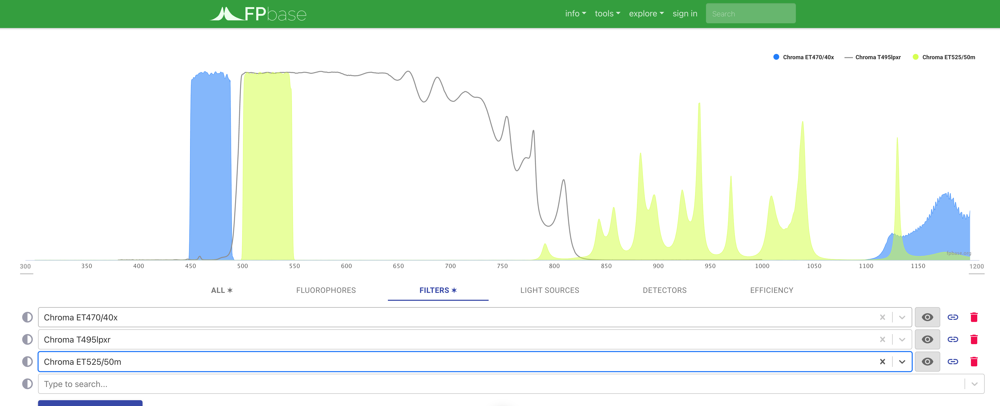 FPbase info tools explore sign in Search
Chroma ET470/40x Chroma T495lpxr Chroma ET525/50m
fpbase.org
300 350 400 450 500 550 600 650 700 750 800 850 900 950 1000 1050 1100 1150 1200
ALL ✶ FLUOROPHORES FILTERS ✶ LIGHT SOURCES DETECTORS EFFICIENCY
Chroma ET470/40x
Chroma T495lpxr
Chroma ET525/50m
Type to search...